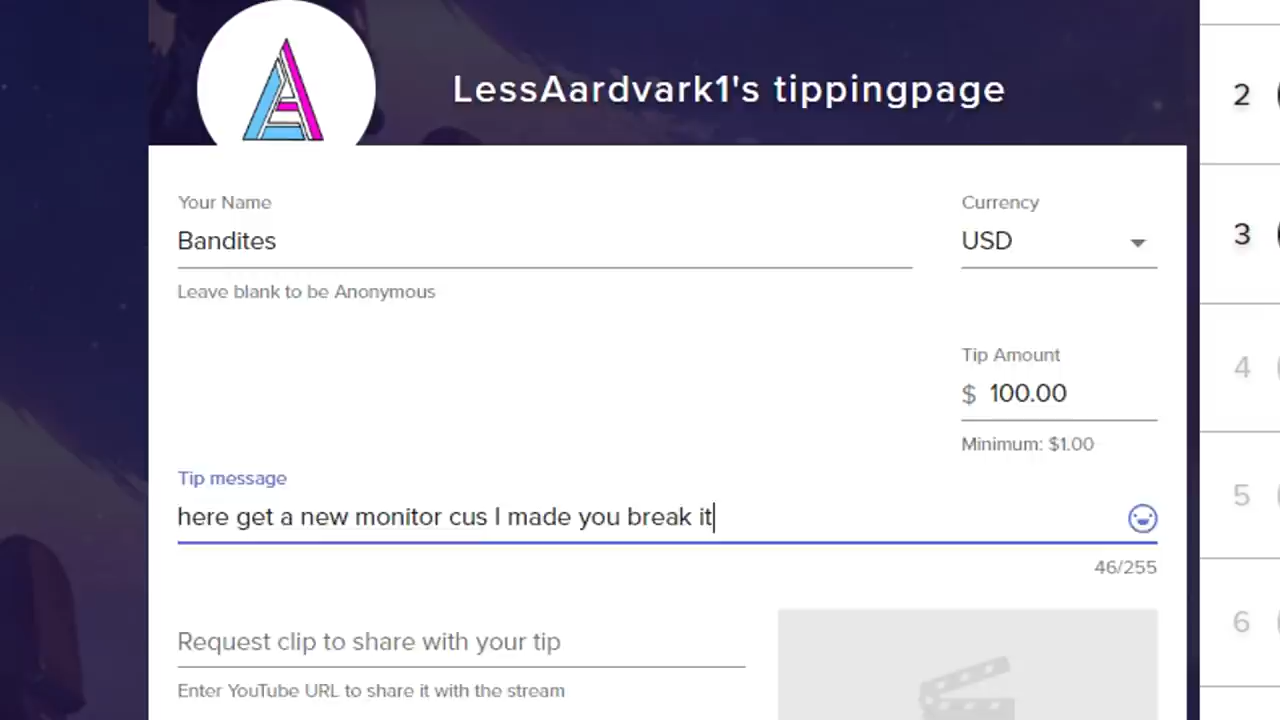 LessAardvark1's tippingpage
Your Name
Currency
Bandites
USD
Leave blank to be Anonymous
Tip Amount
$ 100.00
Minimum: $1.00
Tip message
here get a new monitor cus I made you break it
46/255
Request clip to share with your tip
Enter YouTube URL to share it with the stream
2
3
4
5
6